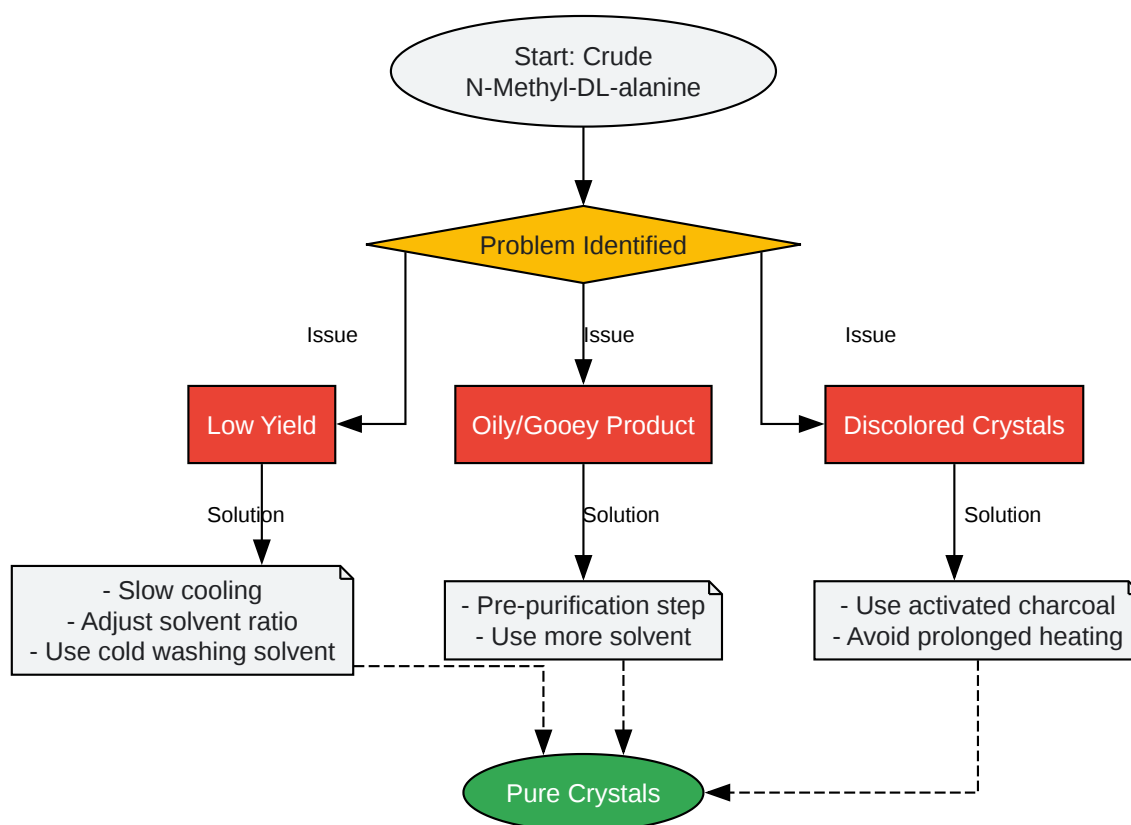 Start: Crude
N-Methyl-DL-alanine
Problem Identified
Issue
Issue
Issue
Low Yield
Oily/Gooey Product
Discolored Crystals
Solution
Solution
Solution
- Slow cooling
- Adjust solvent ratio
- Use cold washing solvent
- Pre-purification step
- Use more solvent
- Use activated charcoal
- Avoid prolonged heating
Pure Crystals